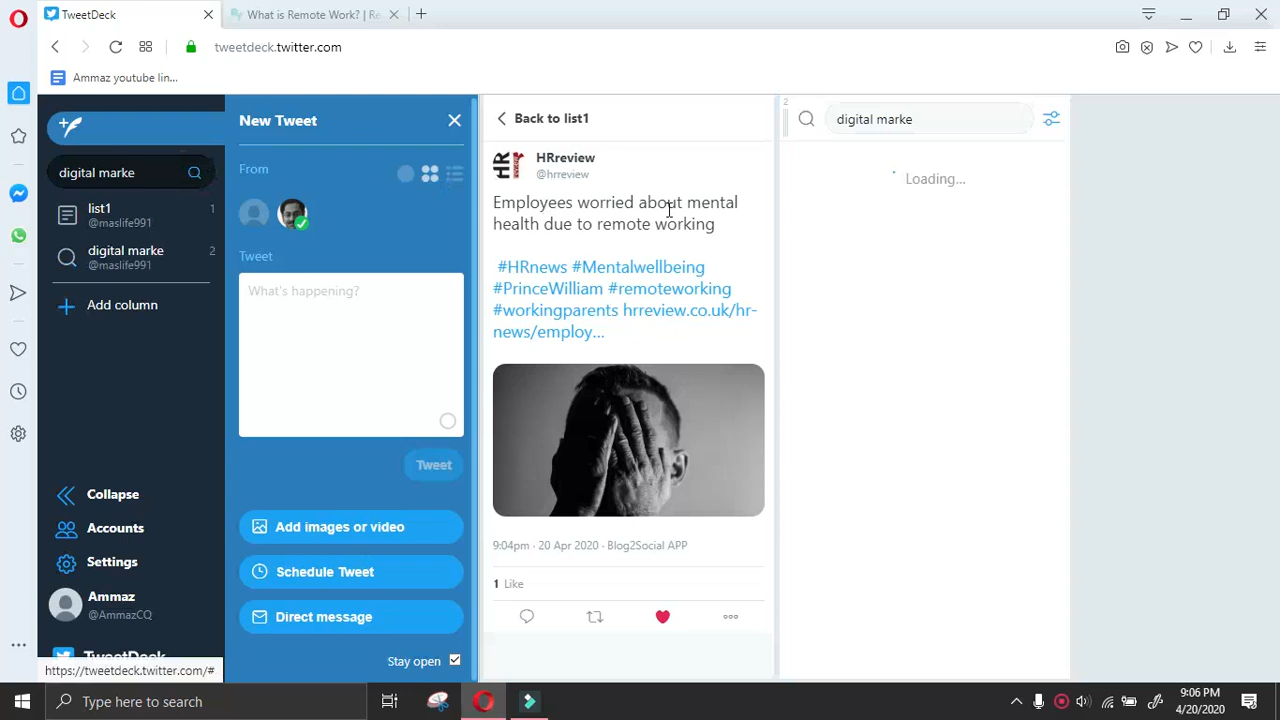 TweetDeck
What is Remote Work? | Re
tweetdeck.twitter.com
Ammaz youtube lin...
digital marke
list1
@maslife991
1
digital marke
@maslife991
2
Add column
Collapse
Accounts
Settings
Ammaz
@AmmazCQ
TweetDeck
https://tweetdeck.twitter.com/#
New Tweet
From
Tweet
What's happening?
Tweet
Add images or video
Schedule Tweet
Direct message
Stay open
Back to list1
HR
HRreview
@hrreview
Employees worried about mental
health due to remote working
#HRnews #Mentalwellbeing
#PrinceWilliam #remoteworking
#workingparents hrreview.co.uk/hr-
news/employ...
9:04pm · 20 Apr 2020 · Blog2Social APP
1 Like
2
digital marke
Loading...
Type here to search
9:06 PM
4/20/2020